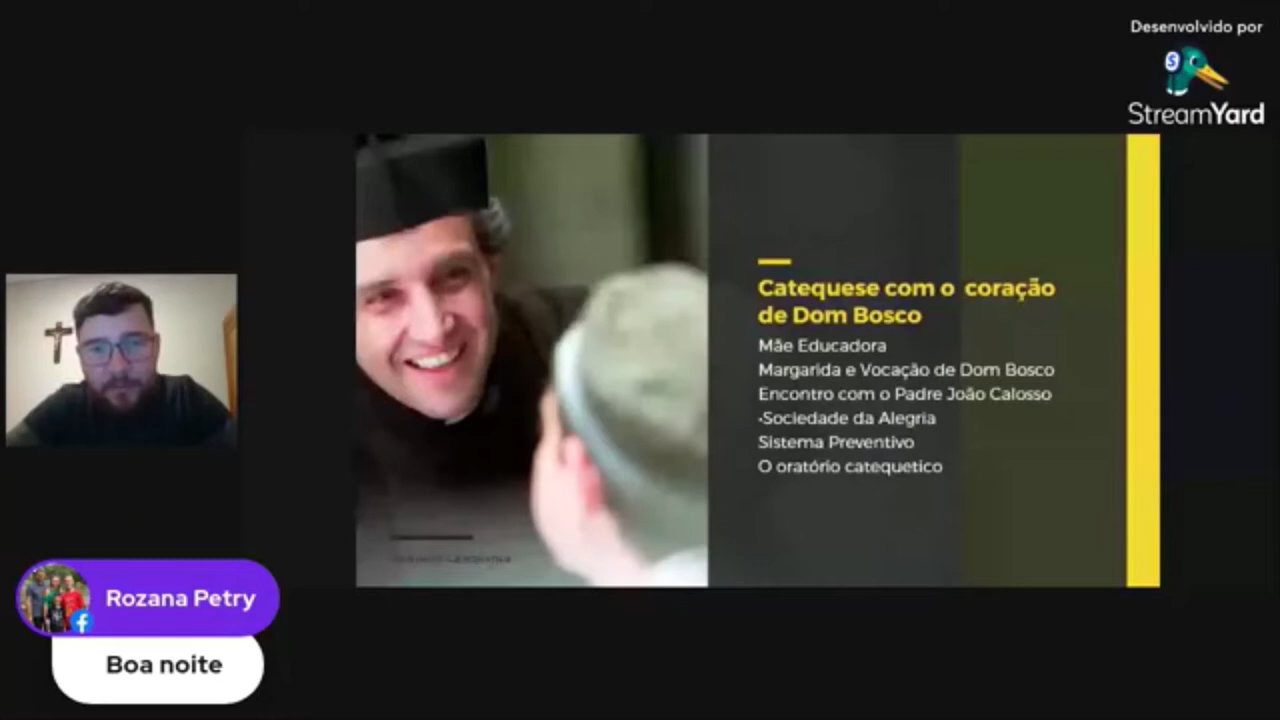 Desenvolvido por
StreamYard
Catequese com o coração
de Dom Bosco
Mãe Educadora
Margarida e Vocação de Dom Bosco
Encontro com o Padre João Calosso
•Sociedade da Alegria
Sistema Preventivo
O oratório catequetico
Rozana Petry
Boa noite